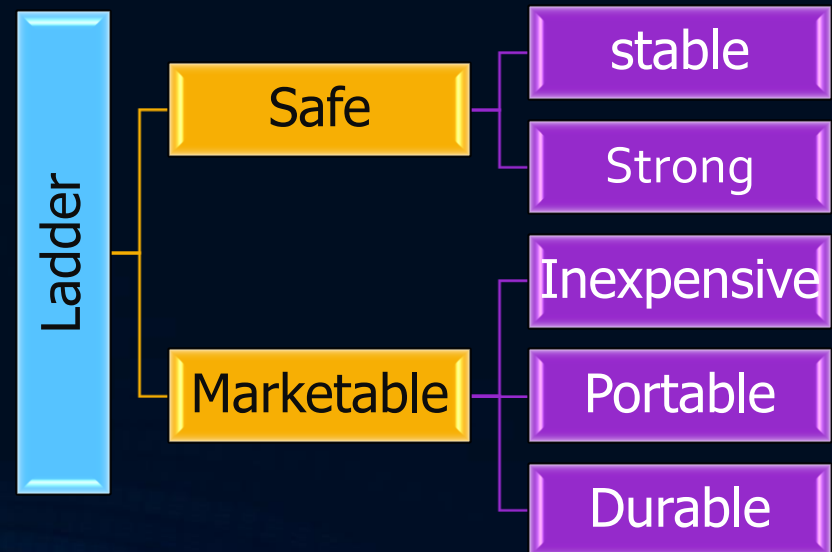 Ladder
Safe
stable
Strong
Marketable
Inexpensive
Portable
Durable